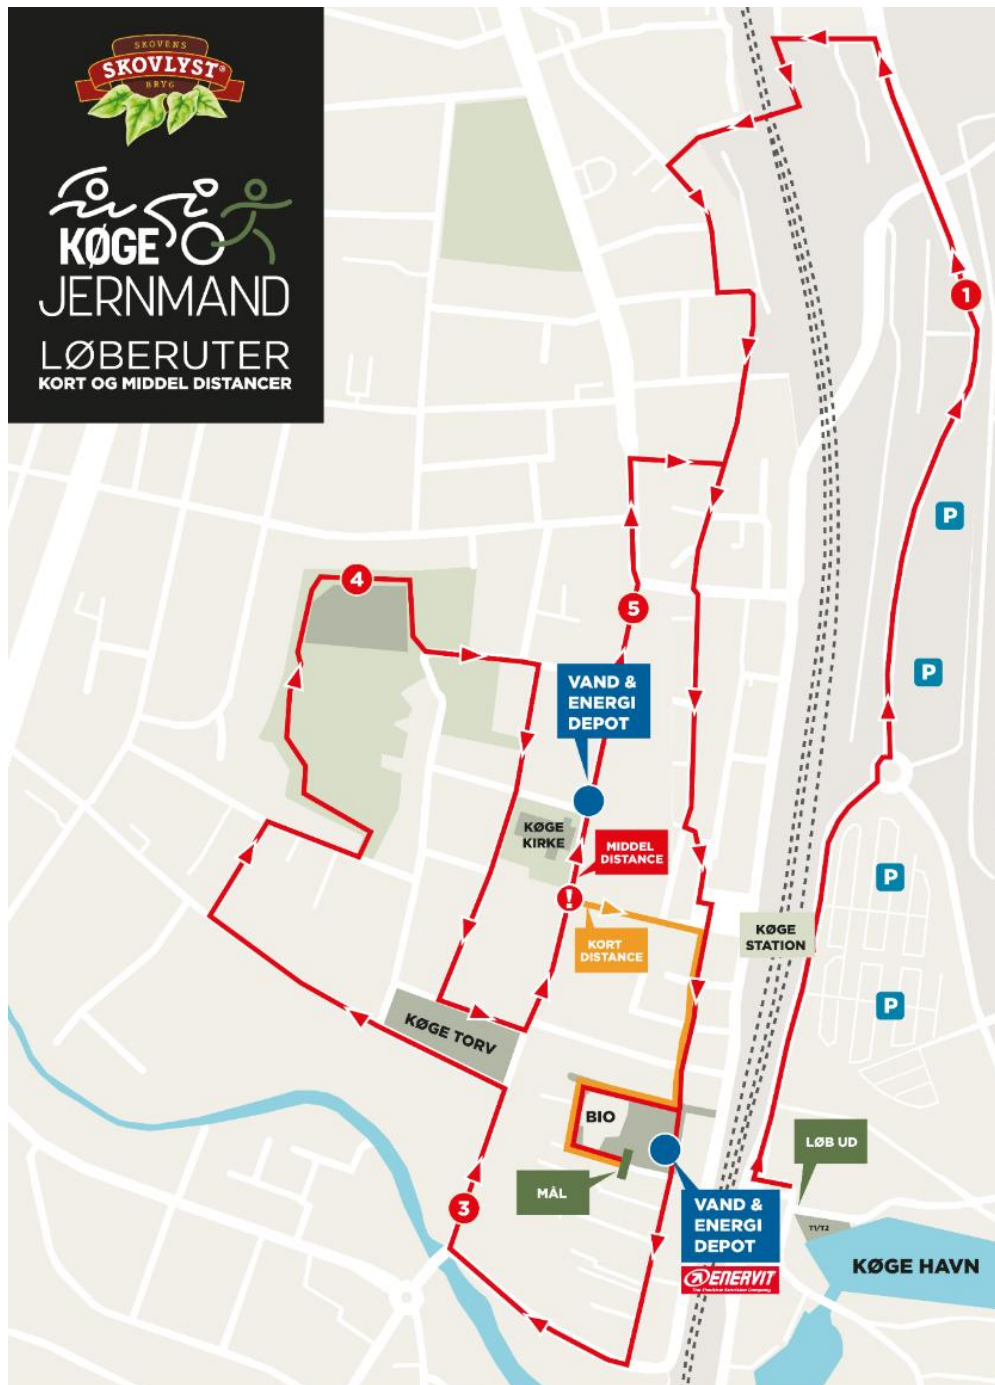 SKOVENS
SKOVLYST®
BRYG
KØGE
JERNMAND
LØBERUTER
KORT OG MIDDEL DISTANCER
1
P
4
5
P
VAND &
ENERGI
DEPOT
KØGE
KIRKE
MIDDEL
DISTANCE
P
!
KORT
DISTANCE
KØGE
STATION
P
KØGE TORV
BIO
LØB UD
MÅL
3
VAND &
ENERGI
DEPOT
T1/T2
KØGE HAVN
ENERVIT